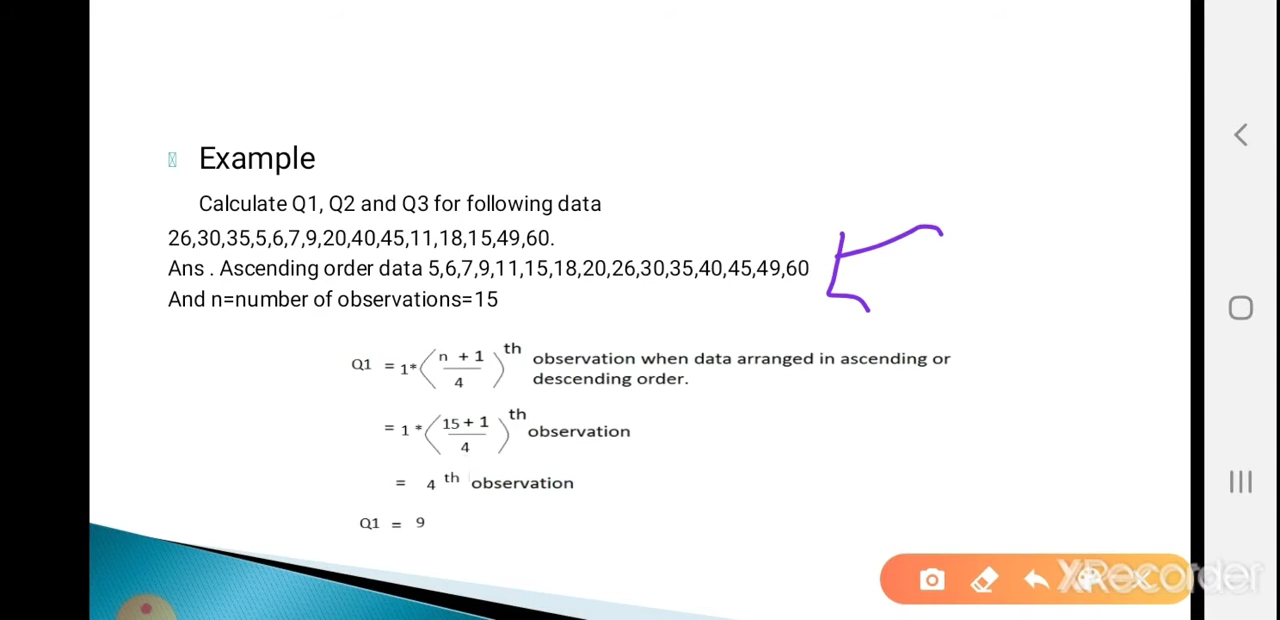 Example
Calculate Q1, Q2 and Q3 for following data
26,30,35,5,6,7,9,20,40,45,11,18,15,49,60.
Ans . Ascending order data 5,6,7,9,11,15,18,20,26,30,35,40,45,49,60
And n=number of observations=15
Q1 = 1*(n + 1 / 4)th observation when data arranged in ascending or
descending order.
= 1 * (15 + 1 / 4)th observation
= 4 th observation
Q1 = 9
XRecorder